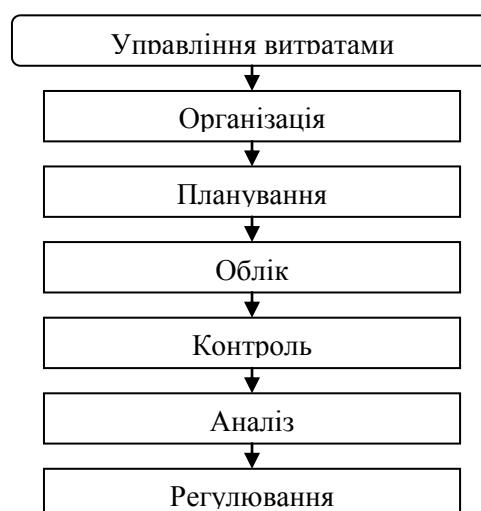 Управління витратами
Організація
Планування
Облік
Контроль
Аналіз
Регулювання